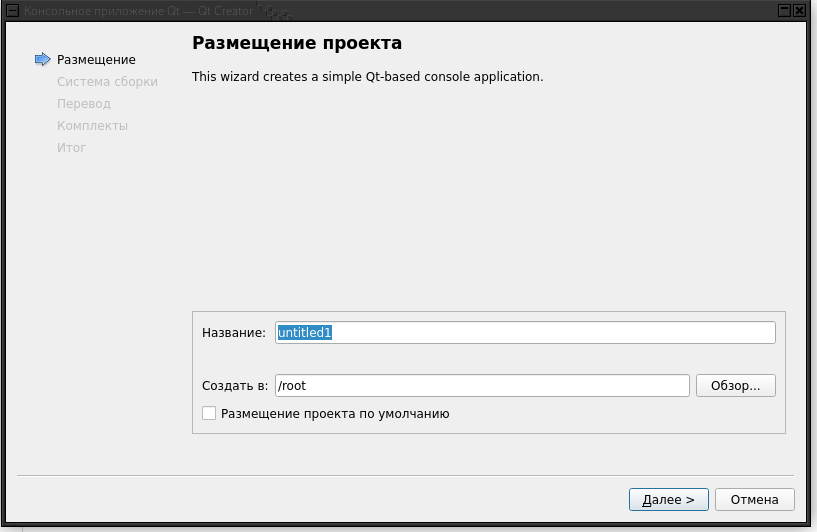 Консольное приложение Qt — Qt Creator
Размещение проекта
Размещение
Система сборки
Перевод
Комплекты
Итог
This wizard creates a simple Qt-based console application.
Название: untitled1
Создать в: /root Обзор...
Размещение проекта по умолчанию
Далее > Отмена